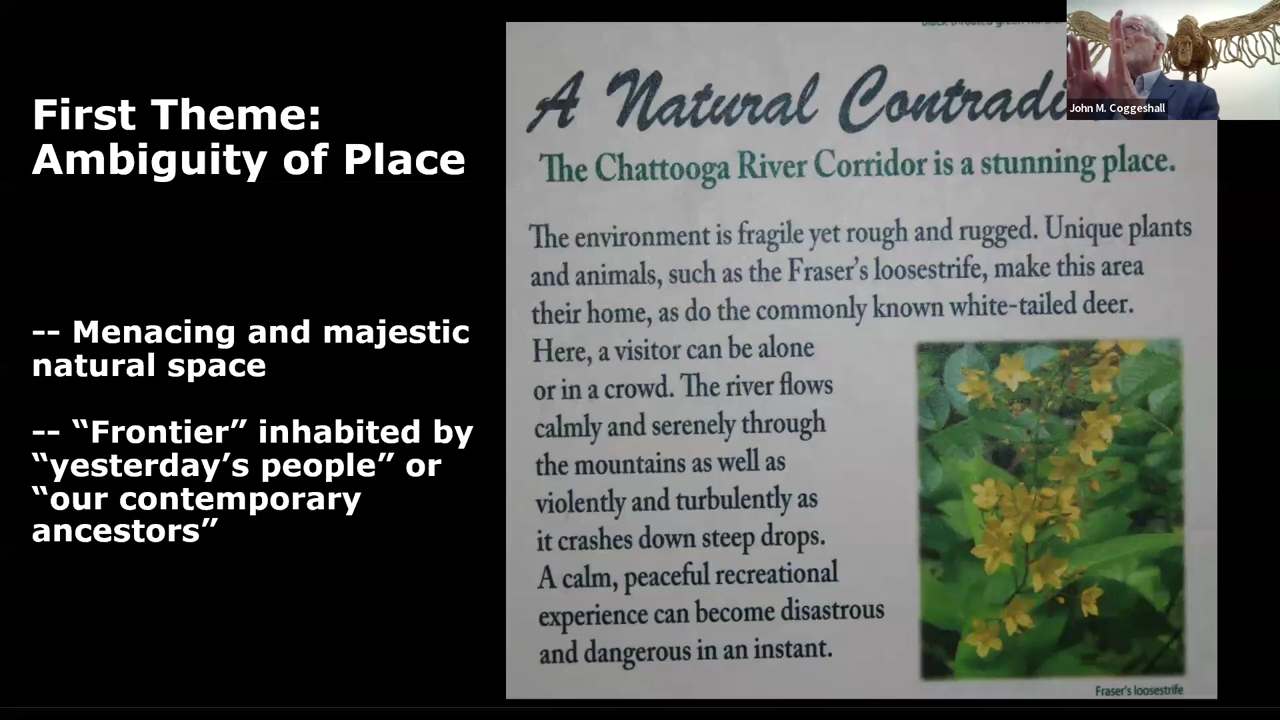 First Theme:
Ambiguity of Place
-- Menacing and majestic
natural space
-- “Frontier” inhabited by
“yesterday’s people” or
“our contemporary
ancestors”
A Natural
The Chattooga River Corridor is a stunning place.
The environment is fragile yet rough and rugged. Unique plants
and animals, such as the Fraser’s loosestrife, make this area
their home, as do the commonly known white-tailed deer.
Here, a visitor can be alone
or in a crowd. The river flows
calmly and serenely through
the mountains as well as
violently and turbulently as
it crashes down steep drops.
A calm, peaceful recreational
experience can become disastrous
and dangerous in an instant.
Fraser's loosestrife
John M. Coggeshall